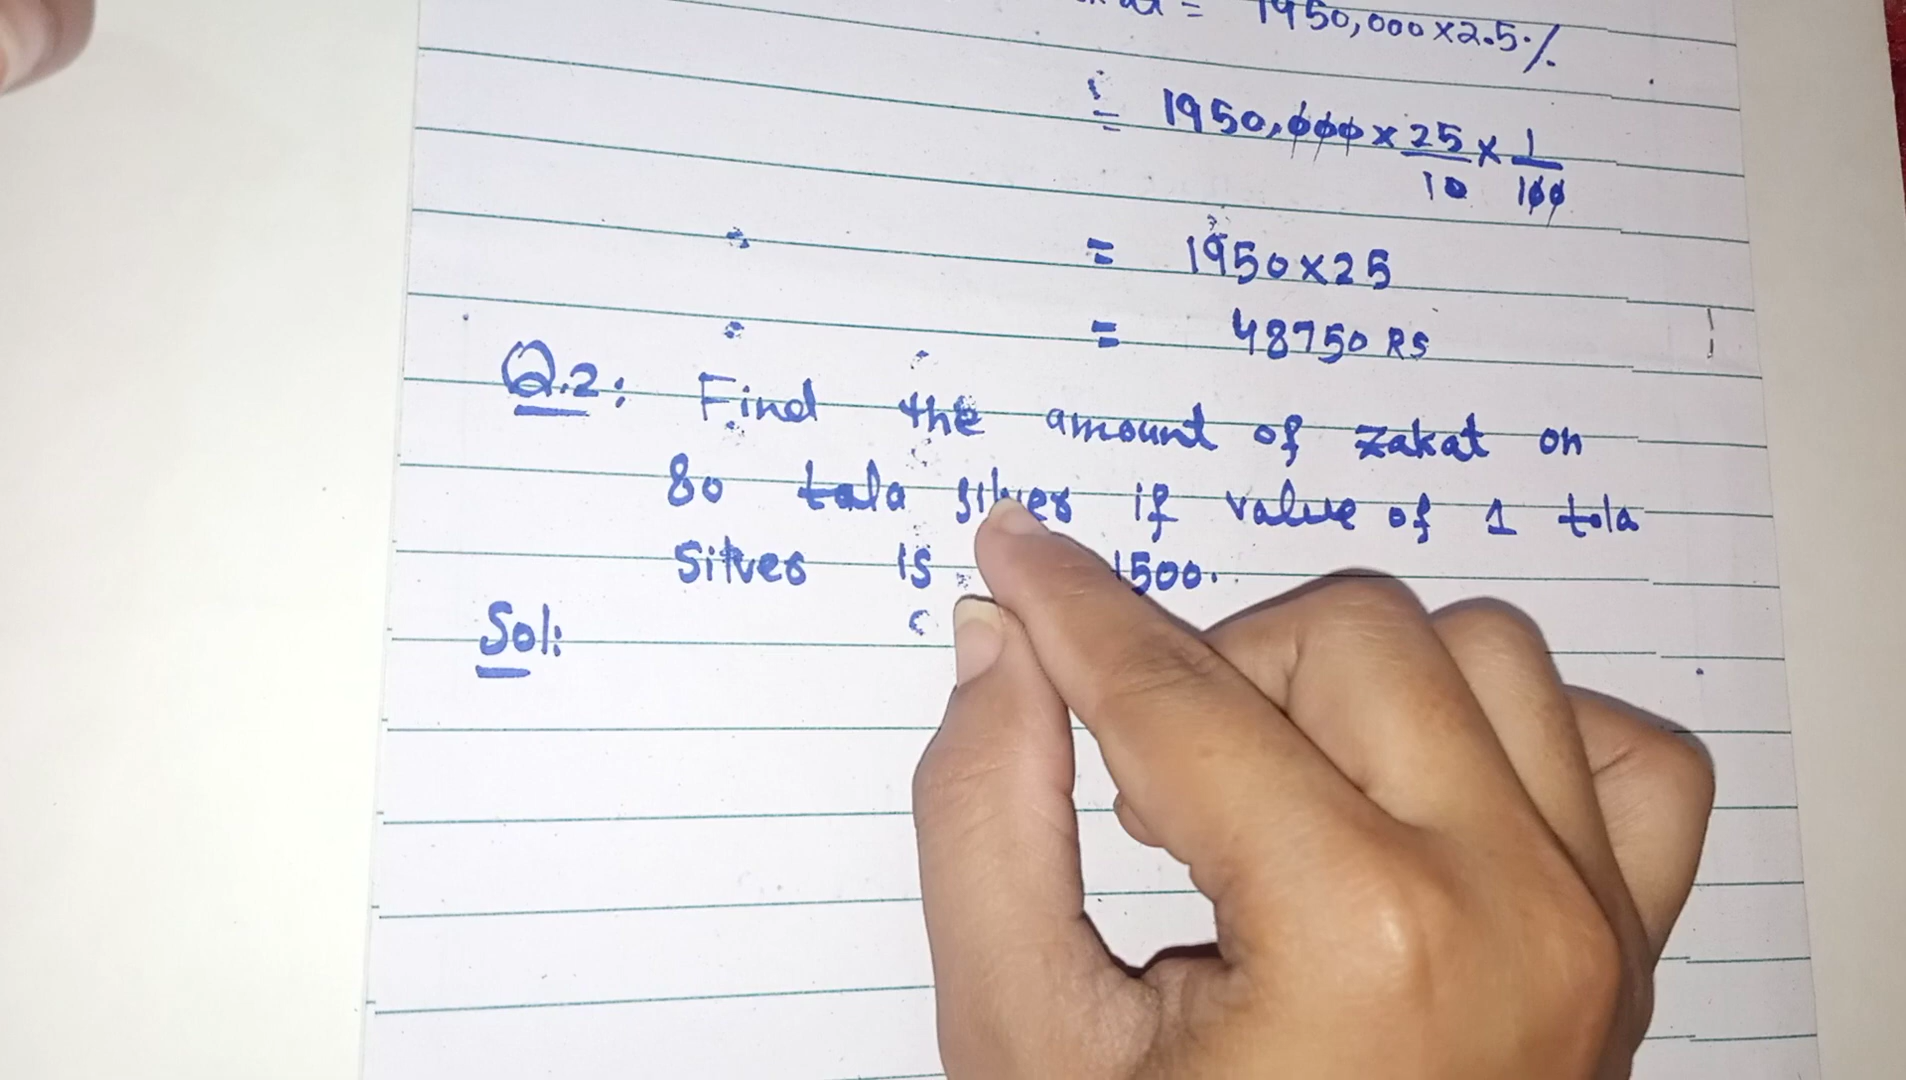 = 1950,000 x 2.5%
= 1950,000 x 25/10 x 1/100
= 1950 x 25
= 48750 RS
Q.2: Find the amount of zakat on
80 tola silver if value of 1 tola
Silver is 1500.
Sol: